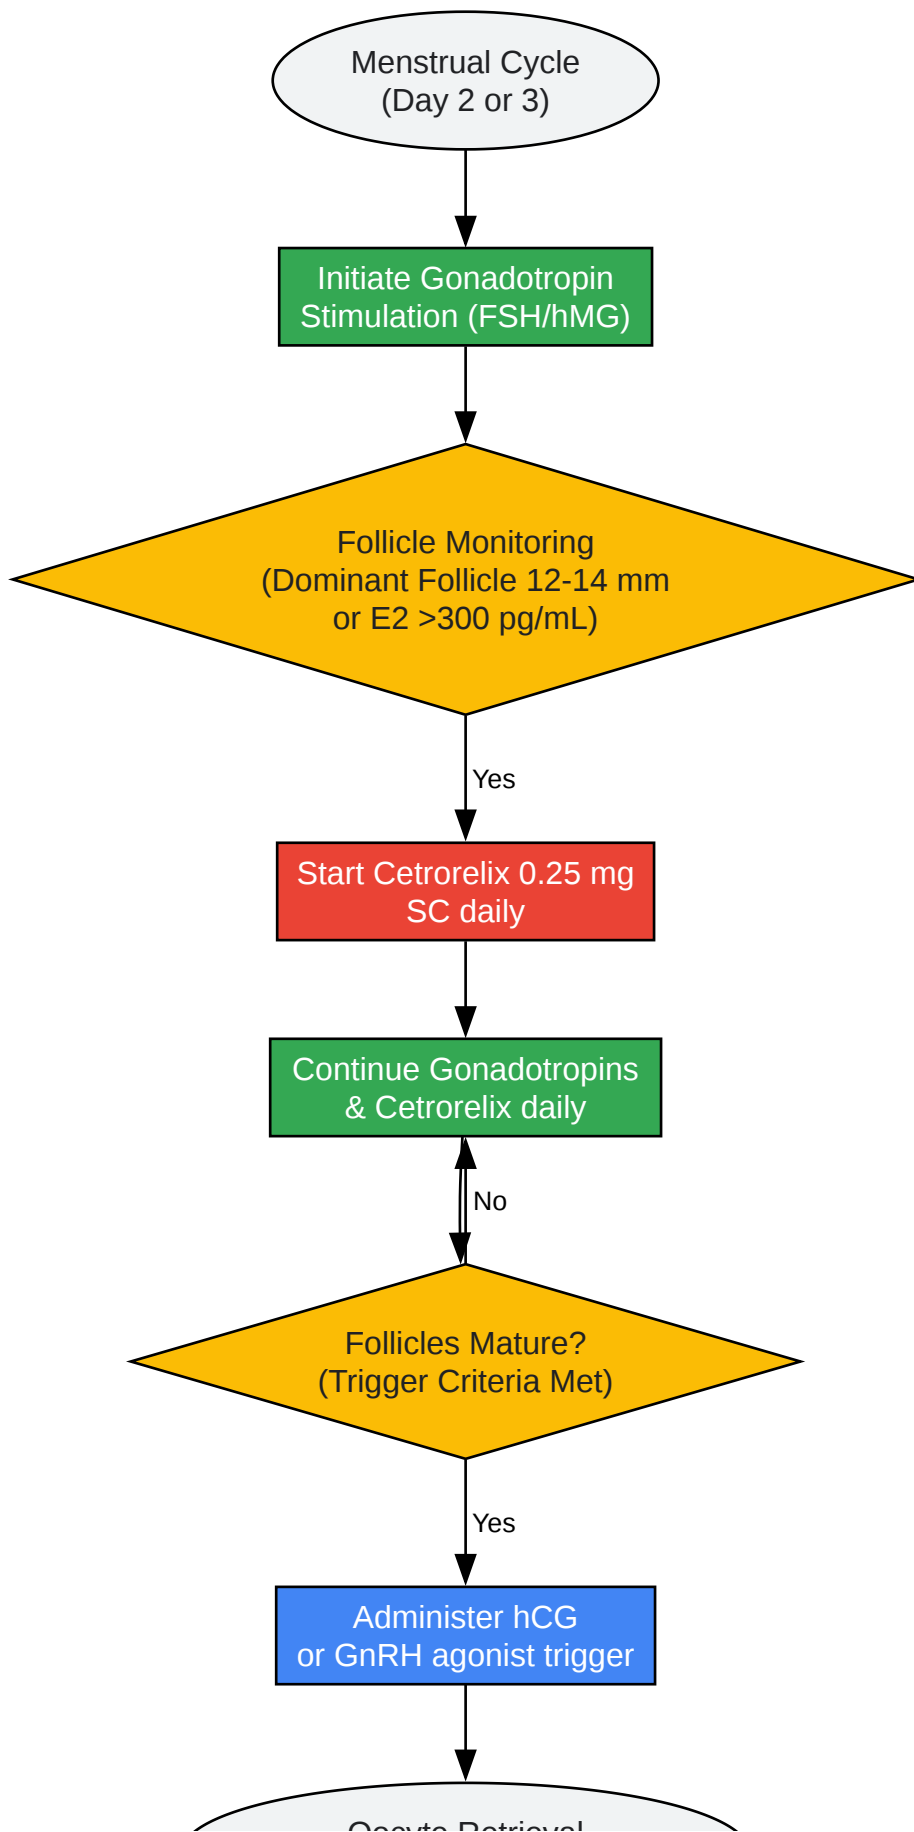 Menstrual Cycle
(Day 2 or 3)
Initiate Gonadotropin
Stimulation (FSH/hMG)
Follicle Monitoring
(Dominant Follicle 12-14 mm
or E2 >300 pg/mL)
Yes
Start Cetrorelix 0.25 mg
SC daily
Continue Gonadotropins
& Cetrorelix daily
No
Follicles Mature?
(Trigger Criteria Met)
Yes
Administer hCG
or GnRH agonist trigger
Oocyte Retrieval